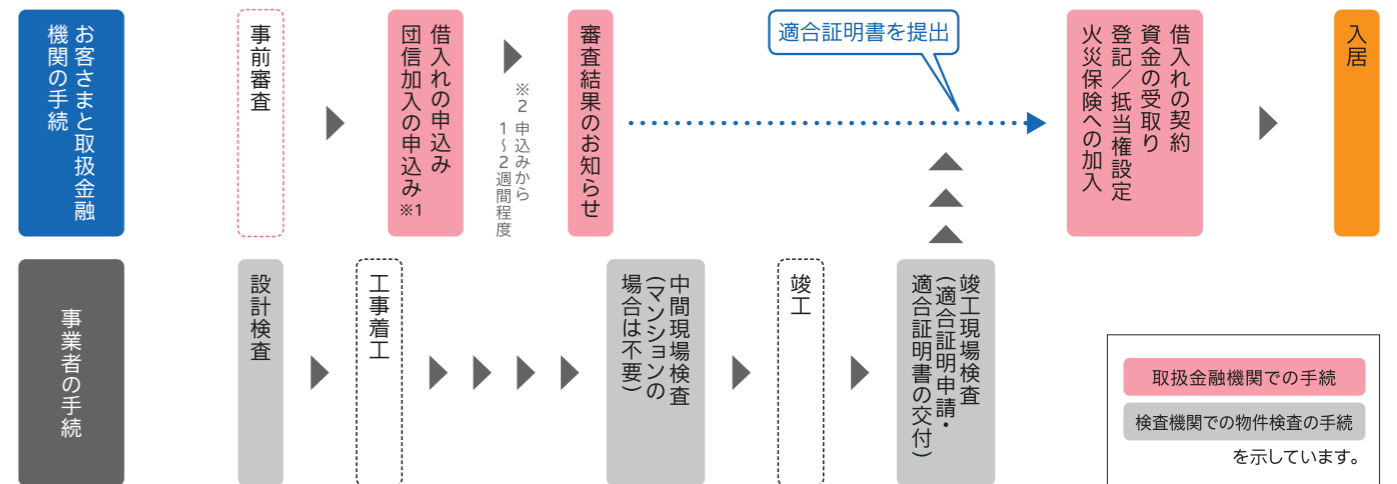 お客さまと取扱金融
機関の手続
事前審査
借入れの申込み
団信加入の申込み※1
※2 申込みから
1~2週間程度
審査結果のお知らせ
適合証明書を提出
借入れの契約
資金の受取り
登記/抵当権設定
火災保険への加入
入居
事業者の手続
設計検査
工事着工
中間現場検査
(マンションの
場合は不要)
竣工
竣工現場検査
(適合証明申請・
適合証明書の交付)
取扱金融機関での手続
検査機関での物件検査の手続
を示しています。